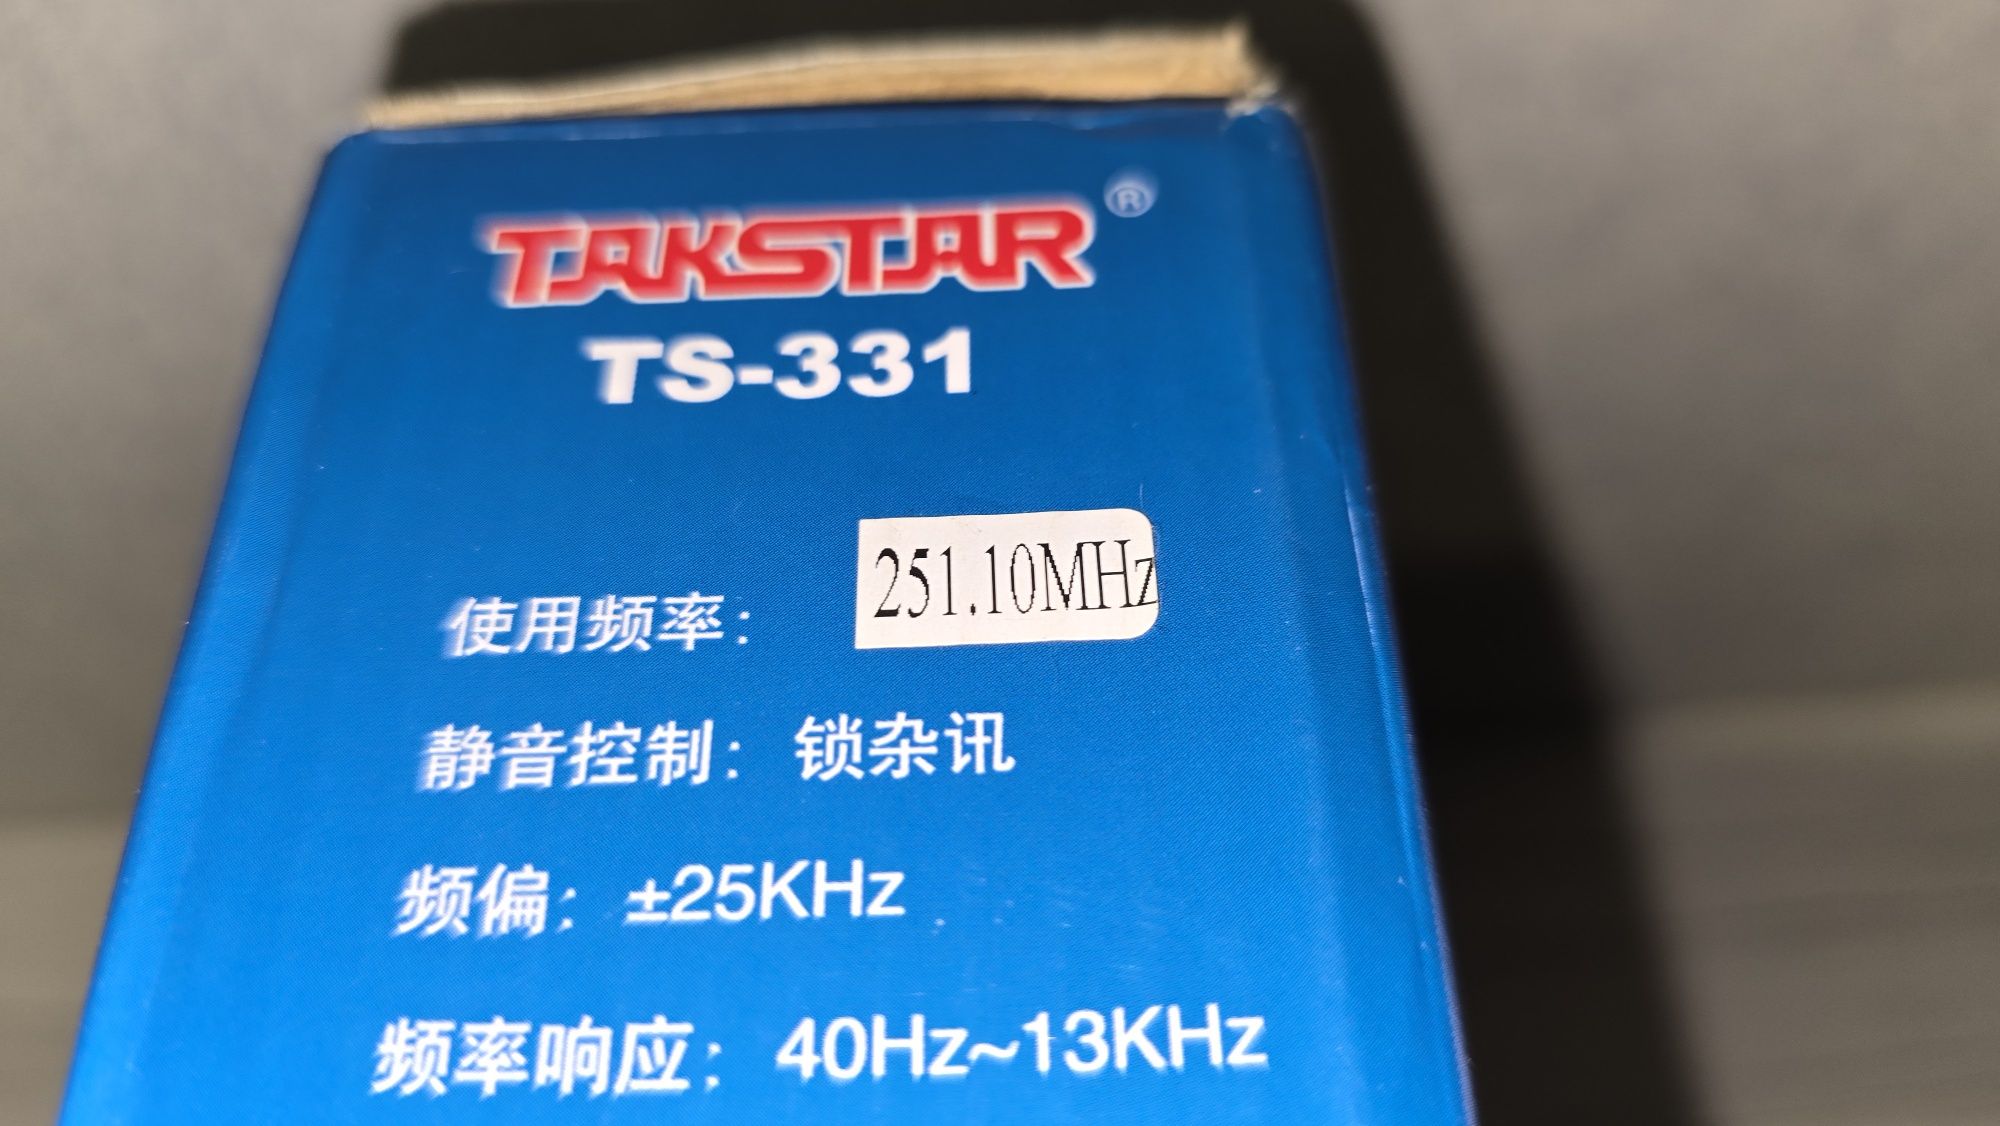 TAKSTAR®
TS-331
使用频率: 251.10MHz
静音控制: 锁杂讯
频偏: ±25KHz
频率响应: 40Hz~13KHz